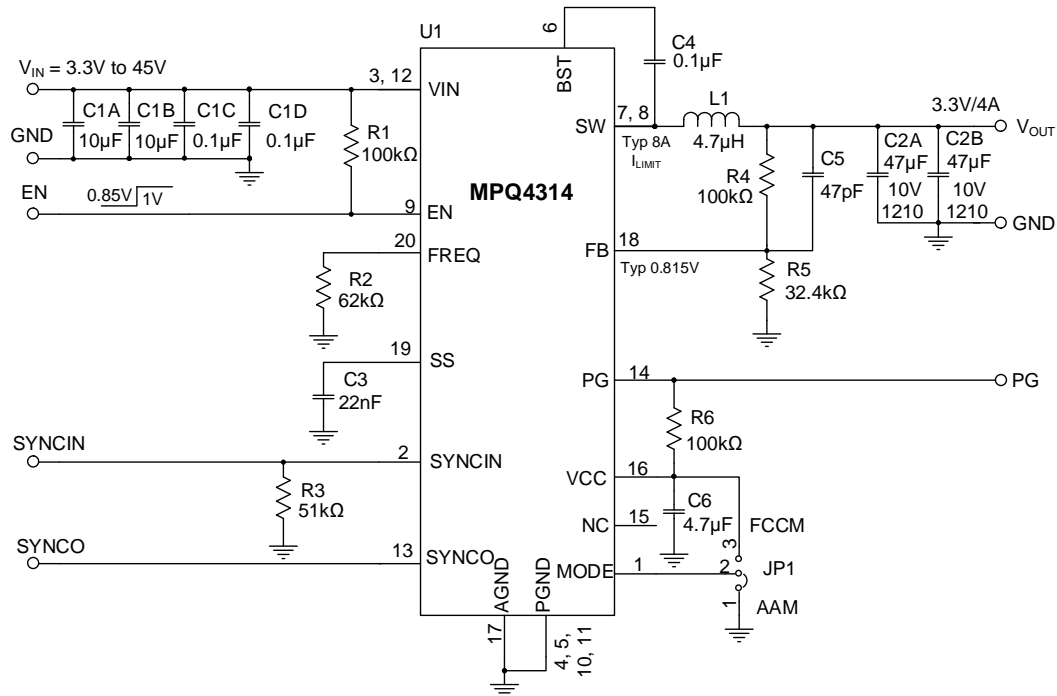 U1
V_IN = 3.3V to 45V
3, 12
VIN
C1A
10µF
C1B
10µF
C1C
0.1µF
C1D
0.1µF
GND
R1
100kΩ
EN
0.85V
1V
9
EN
20
FREQ
R2
62kΩ
19
SS
C3
22nF
SYNCIN
2
SYNCIN
R3
51kΩ
SYNCO
13
SYNCO
MPQ4314
6
BST
C4
0.1µF
7, 8
SW
Typ 8A
I_LIMIT
L1
4.7µH
3.3V/4A
V_OUT
R4
100kΩ
C5
47pF
C2A
47µF
10V
1210
C2B
47µF
10V
1210
GND
18
FB
Typ 0.815V
R5
32.4kΩ
PG
14
PG
R6
100kΩ
VCC
16
C6
4.7µF
NC
15
FCCM
3
MODE
1
2
JP1
1
AAM
AGND
PGND
17
4, 5,
10, 11